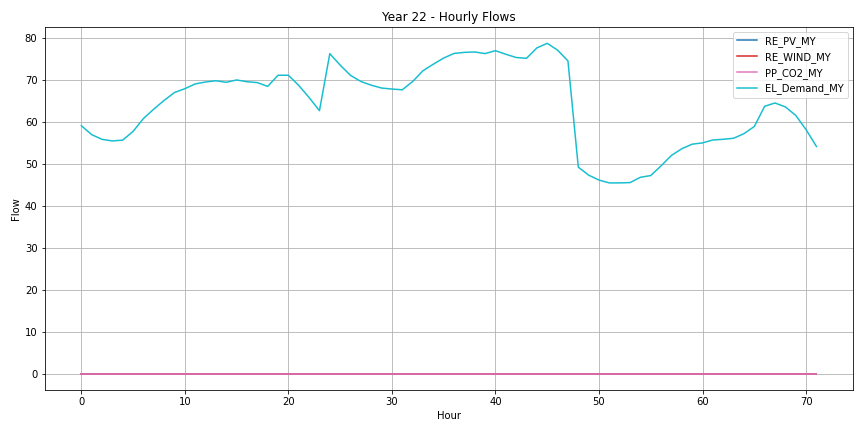 Year 22 - Hourly Flows
RE_PV_MY
RE_WIND_MY
PP_CO2_MY
EL_Demand_MY
80
70
60
50
40
30
20
10
0
Flow
0 10 20 30 40 50 60 70
Hour